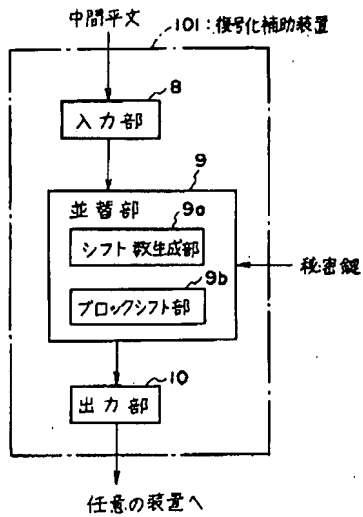 中間平文
101:復号化補助装置
8
入力部
9
並替部
9a
シフト数生成部
秘密鍵
9b
ブロックシフト部
10
出力部
任意の装置へ